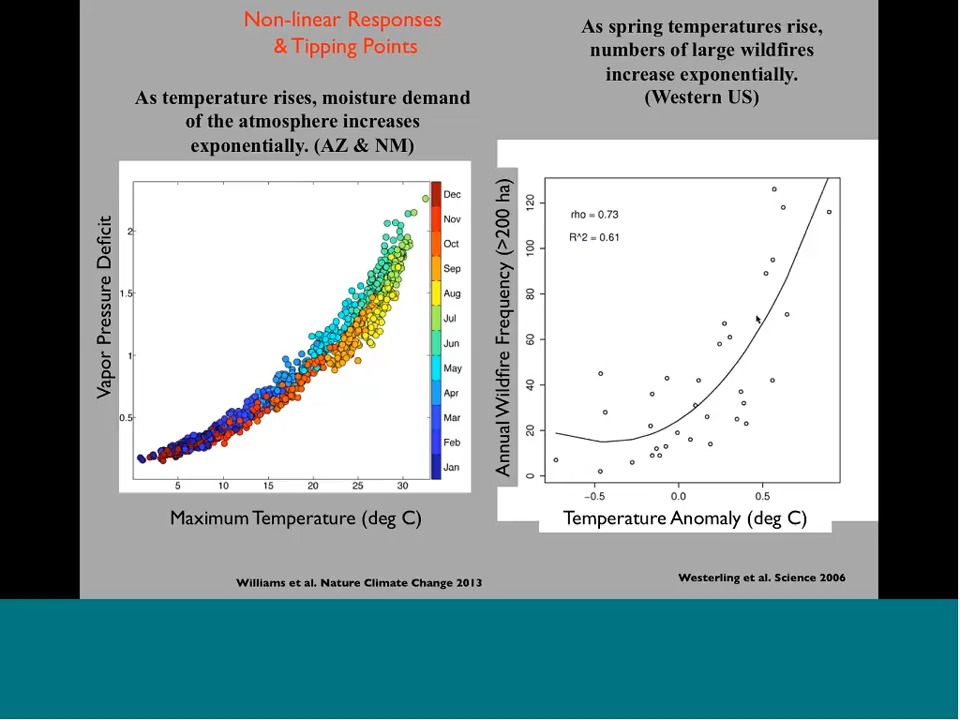 Non-linear Responses
& Tipping Points
As temperature rises, moisture demand
of the atmosphere increases
exponentially. (AZ & NM)
Vapor Pressure Deficit
2
1.5
1
0.5
5 10 15 20 25 30
Dec
Nov
Oct
Sep
Aug
Jul
Jun
May
Apr
Mar
Feb
Jan
Maximum Temperature (deg C)
Williams et al. Nature Climate Change 2013
As spring temperatures rise,
numbers of large wildfires
increase exponentially.
(Western US)
Annual Wildfire Frequency (>200 ha)
120
100
80
60
40
20
0
rho = 0.73
R^2 = 0.61
−0.5 0.0 0.5
Temperature Anomaly (deg C)
Westerling et al. Science 2006